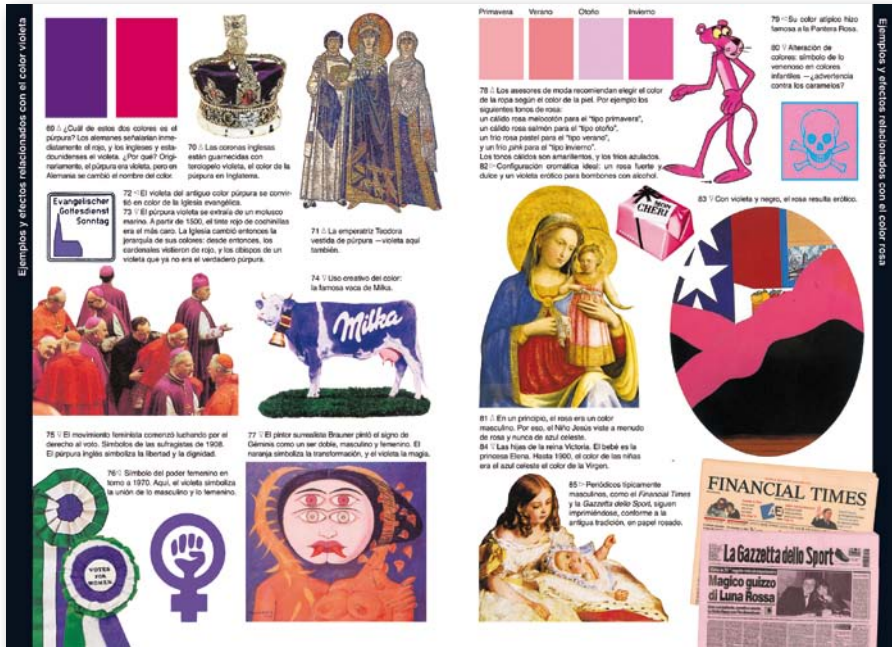 Ejemplos y efectos relacionados con el color violeta
69 ¿Cuál de estos dos colores es el
púrpura? Los alemanes señalarían inme-
diatamente el rojo, y los ingleses y esta-
dounidenses el violeta. ¿Por qué? Origi-
nariamente, el púrpura era violeta, pero en
Alemania se cambió el nombre del color.
70 Las coronas inglesas
están guarnecidas con
terciopelo violeta, el color de la
púrpura en Inglaterra.
Evangelischer
Gottesdienst
Sonntag
72 El violeta del antiguo color púrpura se convir-
tió en color de la Iglesia evangélica.
73 El púrpura violeta se extraía de un molusco
marino. A partir de 1500, el tinte rojo de cochinillas
era el más caro. La Iglesia cambió entonces la
jerarquía de sus colores: desde entonces, los
cardenales vistieron de rojo, y los obispos de un
violeta que ya no era el verdadero púrpura.
71 La emperatriz Teodora
vestida de púrpura —violeta aquí
también.
74 Uso creativo del color:
la famosa vaca de Milka.
Milka
75 El movimiento feminista comenzó luchando por el
derecho al voto. Símbolos de las sufragistas de 1908.
El púrpura inglés simboliza la libertad y la dignidad.
76 Símbolo del poder femenino en
torno a 1970. Aquí, el violeta simboliza
la unión de lo masculino y lo femenino.
VOTES
FOR
WOMEN
77 El pintor surrealista Brauner pintó el signo de
Géminis como un ser doble, masculino y femenino. El
naranja simboliza la transformación, y el violeta la magia.
Primavera Verano Otoño Invierno
78 Los asesores de moda recomiendan elegir el color
de la ropa según el color de la piel. Por ejemplo los
siguientes tonos de rosa:
un cálido rosa melocotón para el "tipo primavera",
un cálido rosa salmón para el "tipo otoño",
un frío rosa pastel para el "tipo verano",
y un frío pink para el "tipo invierno".
Los tonos cálidos son amarillentos, y los fríos azulados.
82 Configuración cromática ideal: un rosa fuerte y
dulce y un violeta erótico para bombones con alcohol.
79 Su color atípico hizo
famosa a la Pantera Rosa.
80 Alteración de
colores: símbolo de lo
venenoso en colores
infantiles —¿advertencia
contra los caramelos?
MON
CHERI
83 Con violeta y negro, el rosa resulta erótico.
81 En un principio, el rosa era un color
masculino. Por eso, el Niño Jesús viste a menudo
de rosa y nunca de azul celeste.
84 Las hijas de la reina Victoria. El bebé es la
princesa Elena. Hasta 1900, el color de las niñas
era el azul celeste el color de la Virgen.
85 Periódicos típicamente
masculinos, como el Financial Times
y la Gazzetta dello Sport, siguen
imprimiéndose, conforme a la
antigua tradición, en papel rosado.
FINANCIAL TIMES
La Gazzetta dello Sport
Magico guizzo
di Luna Rossa
Ejemplos y efectos relacionados con el color rosa